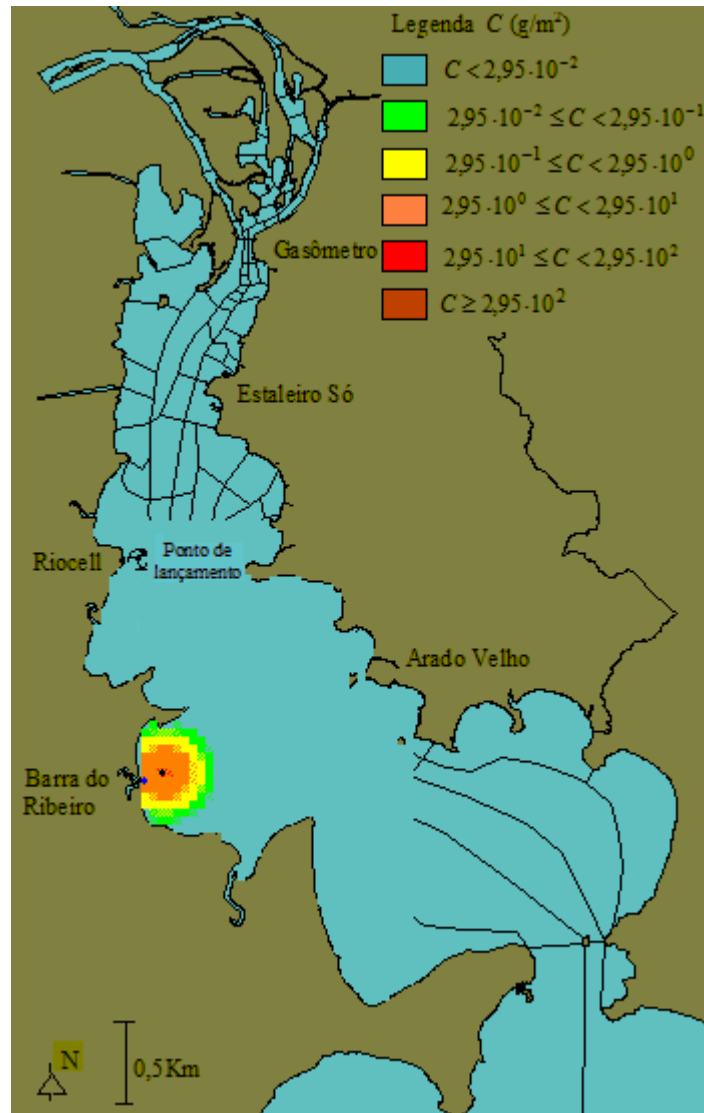 Legenda C (g/m²)
C < 2,95·10⁻²
2,95·10⁻² ≤ C < 2,95·10⁻¹
2,95·10⁻¹ ≤ C < 2,95·10⁰
2,95·10⁰ ≤ C < 2,95·10¹
2,95·10¹ ≤ C < 2,95·10²
C ≥ 2,95·10²
Gasômetro
Estaleiro Só
Riocell
Ponto de
lançamento
Arado Velho
Barra do
Ribeiro
N
0,5Km